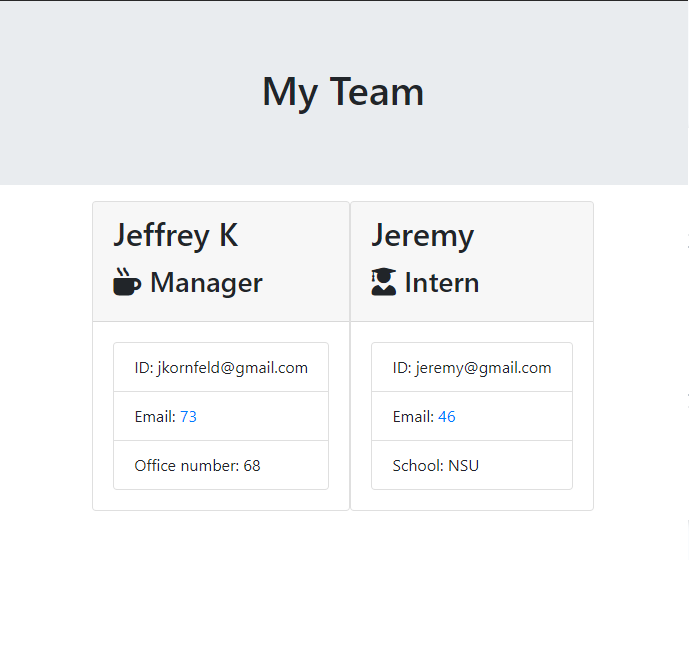 My Team
Jeffrey K
Manager
ID: jkornfeld@gmail.com
Email: 73
Office number: 68
Jeremy
Intern
ID: jeremy@gmail.com
Email: 46
School: NSU